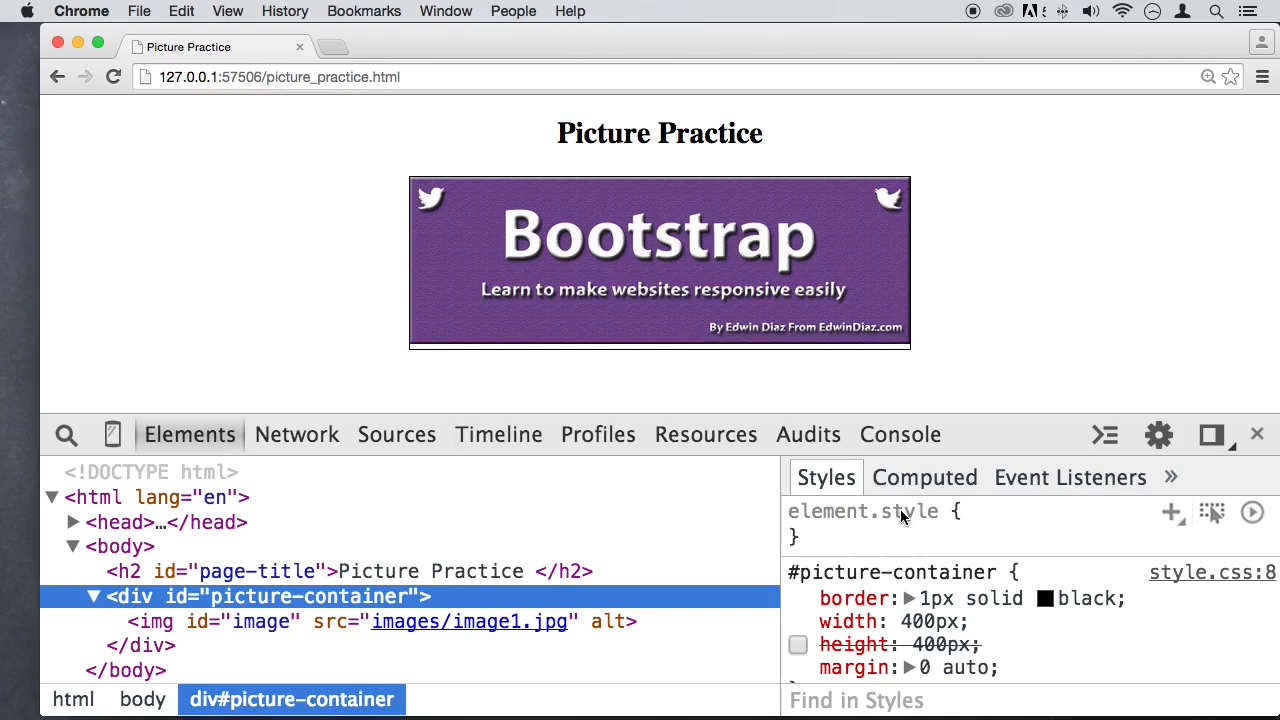 Chrome File Edit View History Bookmarks Window People Help
Picture Practice
127.0.0.1:57506/picture_practice.html
Picture Practice
Bootstrap
Learn to make websites responsive easily
By Edwin Diaz From EdwinDiaz.com
Elements Network Sources Timeline Profiles Resources Audits Console
<!DOCTYPE html>
<html lang="en">
<head>…</head>
<body>
<h2 id="page-title">Picture Practice </h2>
<div id="picture-container">
<img id="image" src="images/image1.jpg" alt>
</div>
</body>
html body div#picture-container
Styles Computed Event Listeners »
element.style {
}
#picture-container { style.css:8
border: 1px solid black;
width: 400px;
height: 400px;
margin: 0 auto;
Find in Styles